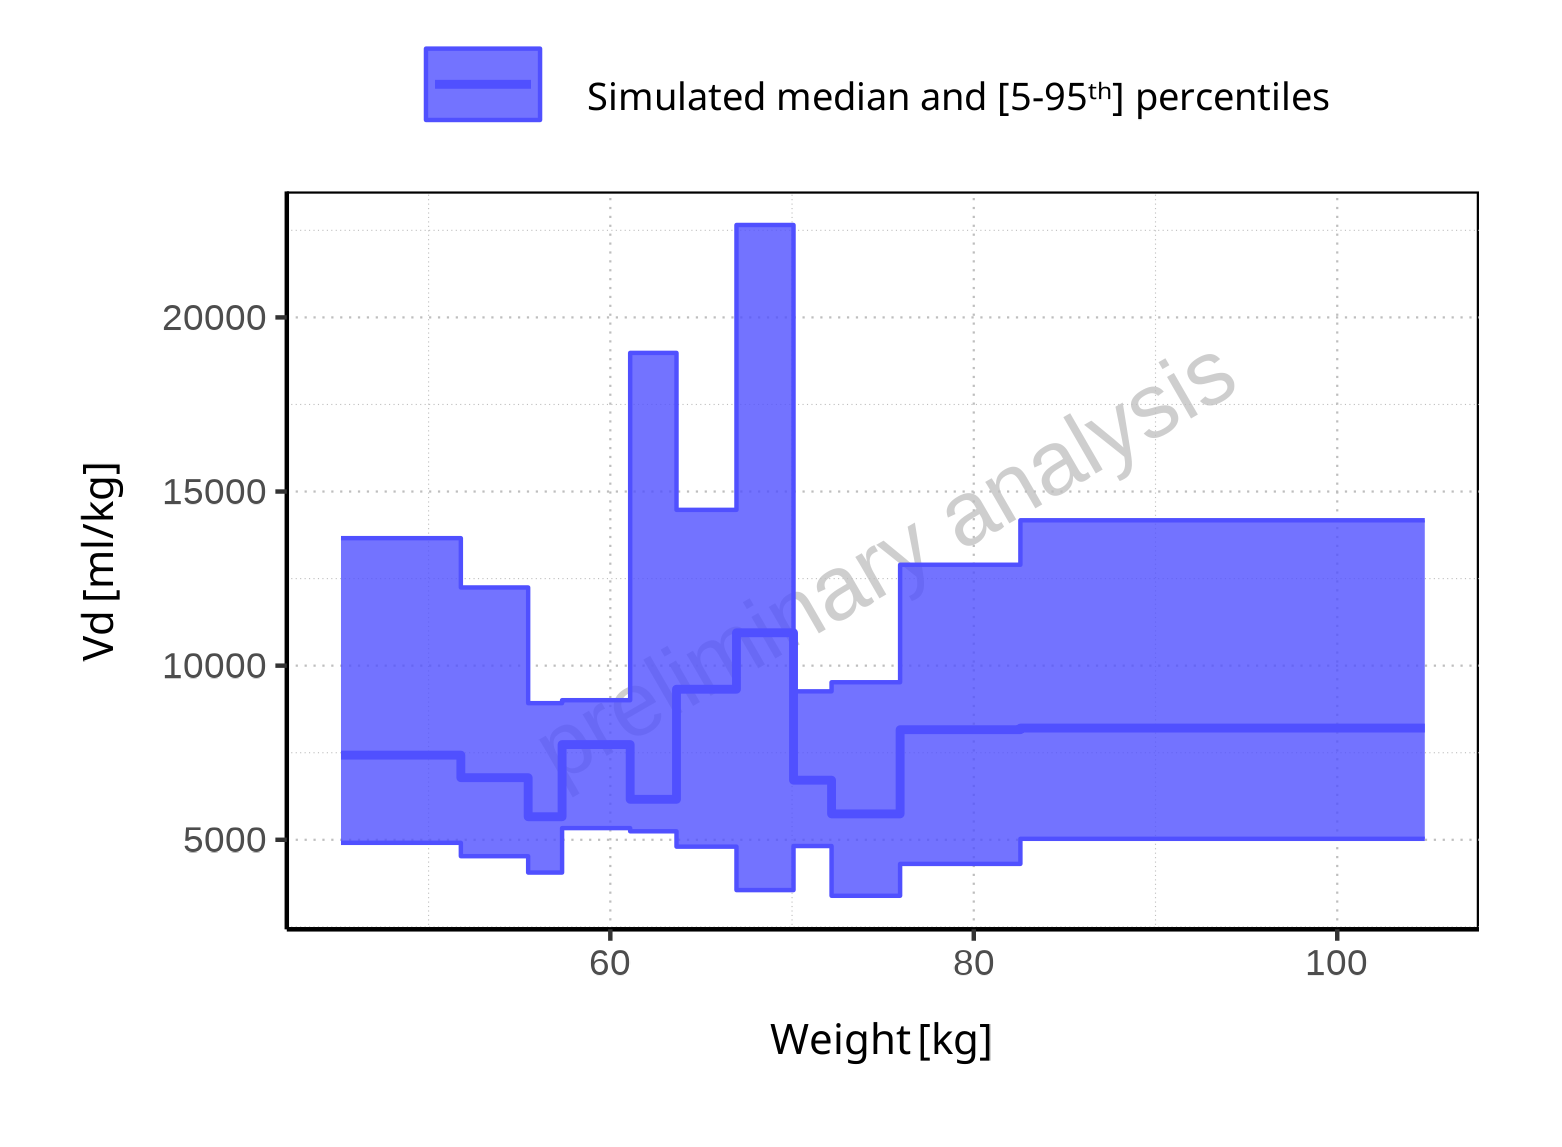 Simulated median and [5-95ᵗʰ] percentiles
20000
15000
10000
5000
Vd [ml/kg]
preliminary analysis
60 80 100
Weight [kg]